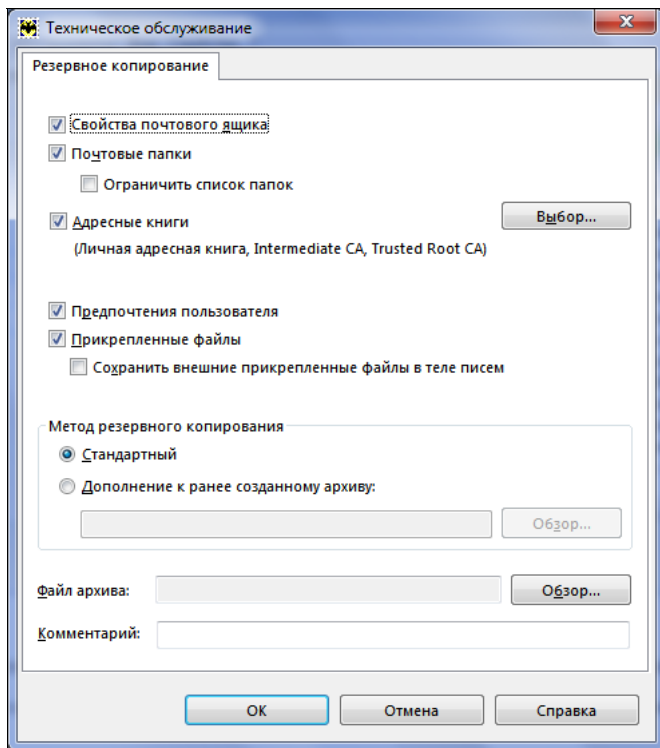 Техническое обслуживание
Резервное копирование
Свойства почтового ящика
Почтовые папки
Ограничить список папок
Адресные книги
Выбор...
(Личная адресная книга, Intermediate CA, Trusted Root CA)
Предпочтения пользователя
Прикрепленные файлы
Сохранить внешние прикрепленные файлы в теле писем
Метод резервного копирования
Стандартный
Дополнение к ранее созданному архиву:
Обзор...
Файл архива:
Обзор...
Комментарий:
ОК
Отмена
Справка